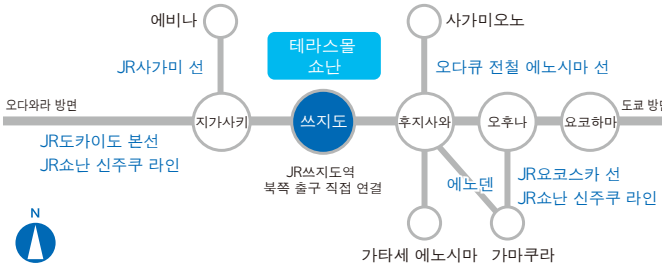 에비나
사가미오노
테라스몰
쇼난
JR사가미 선
오다큐 전철 에노시마 선
오다와라 방면
도쿄 방면
지가사키
쓰지도
후지사와
오후나
요코하마
JR도카이도 본선
JR쇼난 신주쿠 라인
JR쓰지도역
북쪽 출구 직접 연결
에노덴
JR요코스카 선
JR쇼난 신주쿠 라인
N
가타세 에노시마
가마쿠라